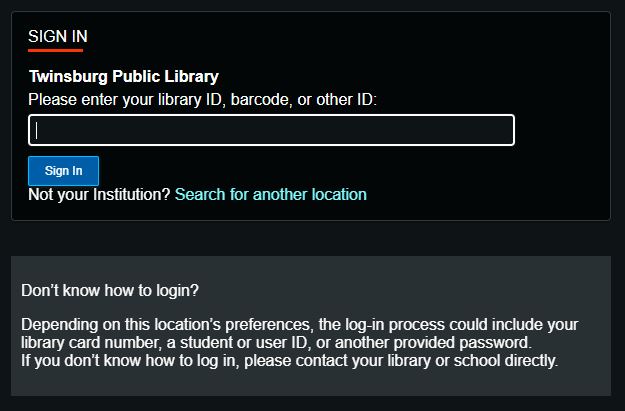 SIGN IN
Twinsburg Public Library
Please enter your library ID, barcode, or other ID:
Sign In
Not your Institution? Search for another location
Don't know how to login?
Depending on this location's preferences, the log-in process could include your
library card number, a student or user ID, or another provided password.
If you don't know how to log in, please contact your library or school directly.